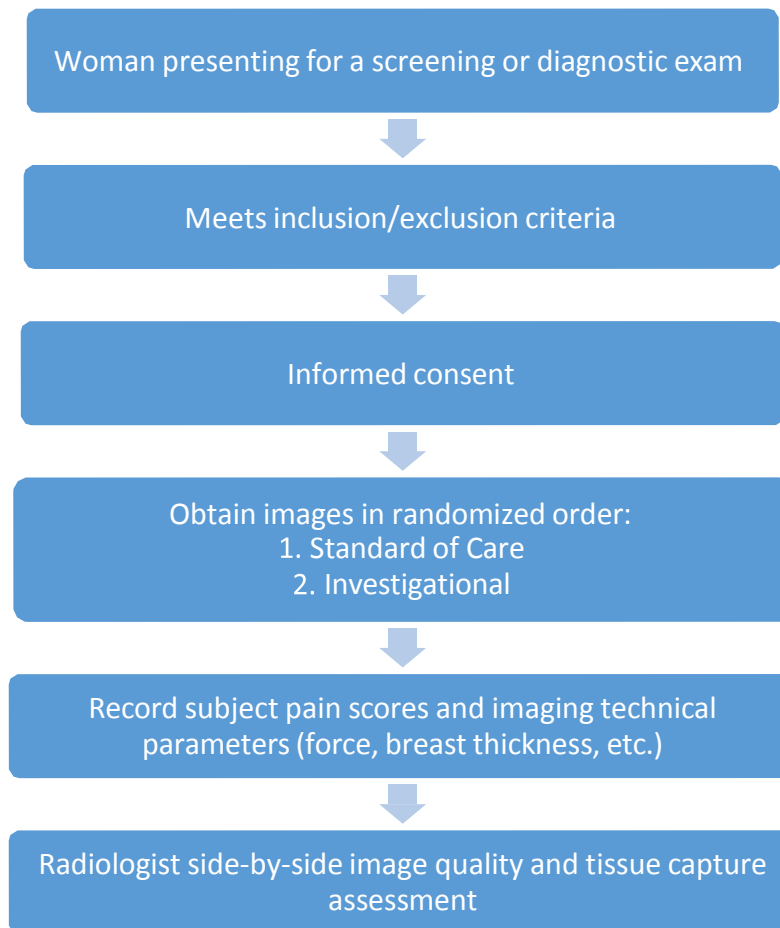 Woman presenting for a screening or diagnostic exam
Meets inclusion/exclusion criteria
Informed consent
Obtain images in randomized order:
1. Standard of Care
2. Investigational
Record subject pain scores and imaging technical
parameters (force, breast thickness, etc.)
Radiologist side-by-side image quality and tissue capture
assessment